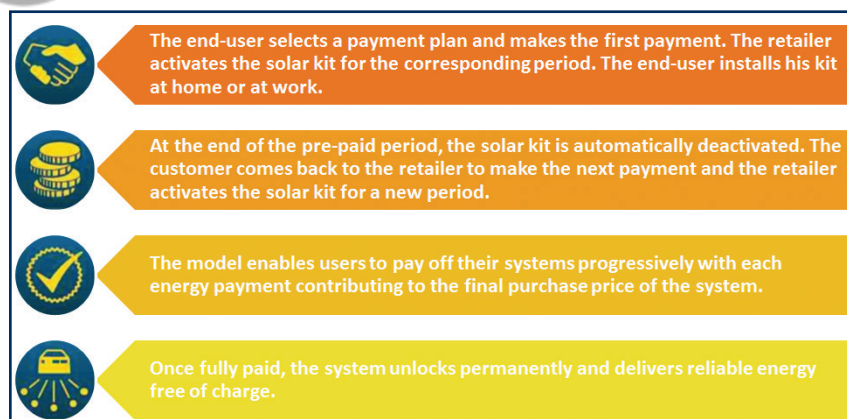 The end-user selects a payment plan and makes the first payment. The retailer
activates the solar kit for the corresponding period. The end-user installs his kit
at home or at work.
At the end of the pre-paid period, the solar kit is automatically deactivated. The
customer comes back to the retailer to make the next payment and the retailer
activates the solar kit for a new period.
The model enables users to pay off their systems progressively with each
energy payment contributing to the final purchase price of the system.
Once fully paid, the system unlocks permanently and delivers reliable energy
free of charge.